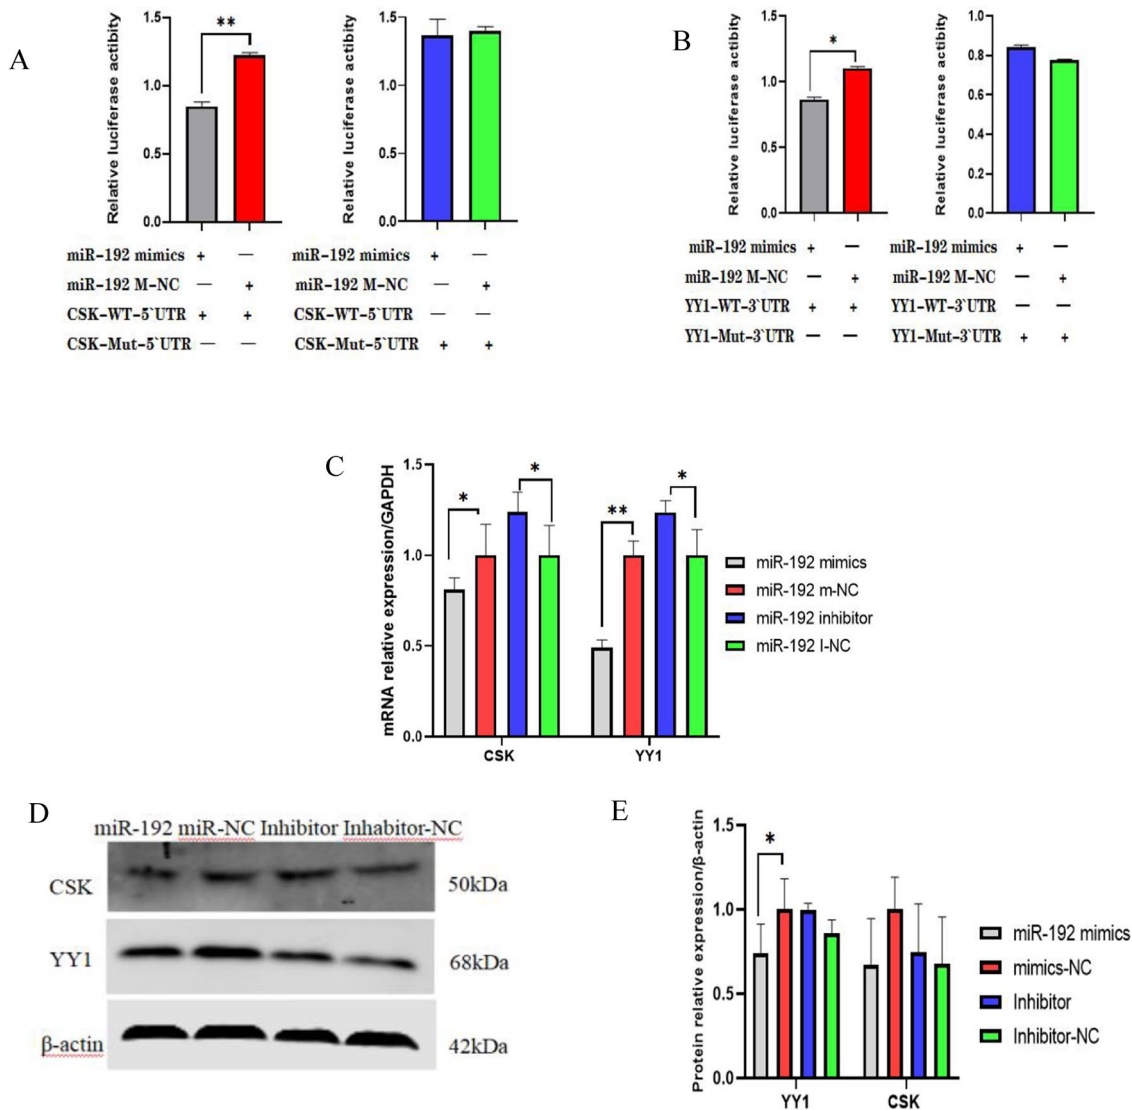 A
Relative luciferase actibity
1.5
1.0
0.5
0.0
**
Relative luciferase actibity
1.5
1.0
0.5
0.0
miR-192 mimics + —
miR-192 M-NC — +
CSK-WT-5`UTR + +
CSK-Mut-5`UTR — —
miR-192 mimics + —
miR-192 M-NC — +
CSK-WT-5`UTR — —
CSK-Mut-5`UTR + +
B
Relative luciferase actibity
1.5
1.0
0.5
0.0
*
Relative luciferase activity
1.0
0.8
0.6
0.4
0.2
0.0
miR-192 mimics + —
miR-192 M-NC — +
YY1-WT-3`UTR + +
YY1-Mut-3`UTR — —
miR-192 mimics + —
miR-192 M-NC — +
YY1-WT-3`UTR — —
YY1-Mut-3`UTR + +
C
mRNA relative expression/GAPDH
1.5
1.0
0.5
0.0
* * ** *
CSK YY1
miR-192 mimics
miR-192 m-NC
miR-192 inhibitor
miR-192 I-NC
D
miR-192 miR-NC Inhibitor Inhabitor-NC
CSK 50kDa
YY1 68kDa
β-actin 42kDa
E
Protein relative expression/β-actin
1.5
1.0
0.5
0.0
*
YY1 CSK
miR-192 mimics
mimics-NC
Inhibitor
Inhibitor-NC